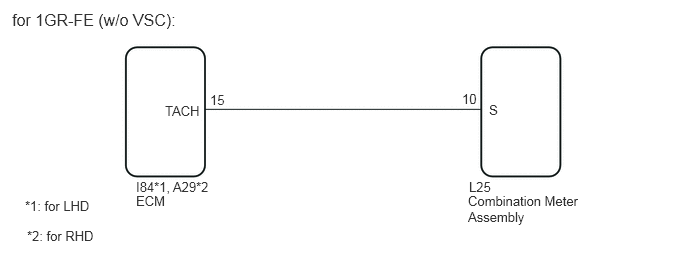 for 1GR-FE (w/o VSC):
TACH
15
10
S
I84*1, A29*2
ECM
L25
Combination Meter
Assembly
*1: for LHD
*2: for RHD